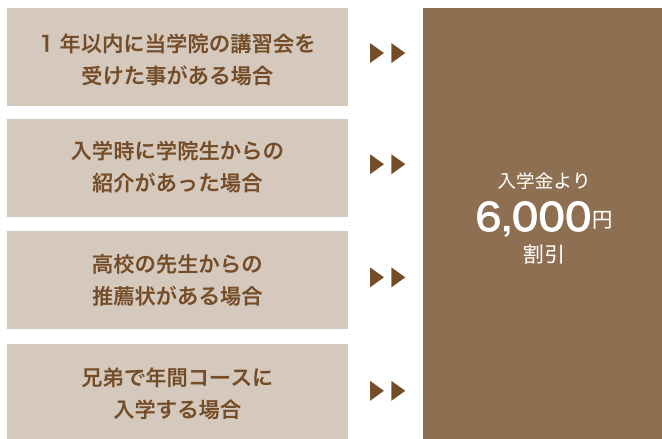 1 年以内に当学院の講習会を
受けた事がある場合
入学時に学院生からの
紹介があった場合
高校の先生からの
推薦状がある場合
兄弟で年間コースに
入学する場合
入学金より
6,000円
割引